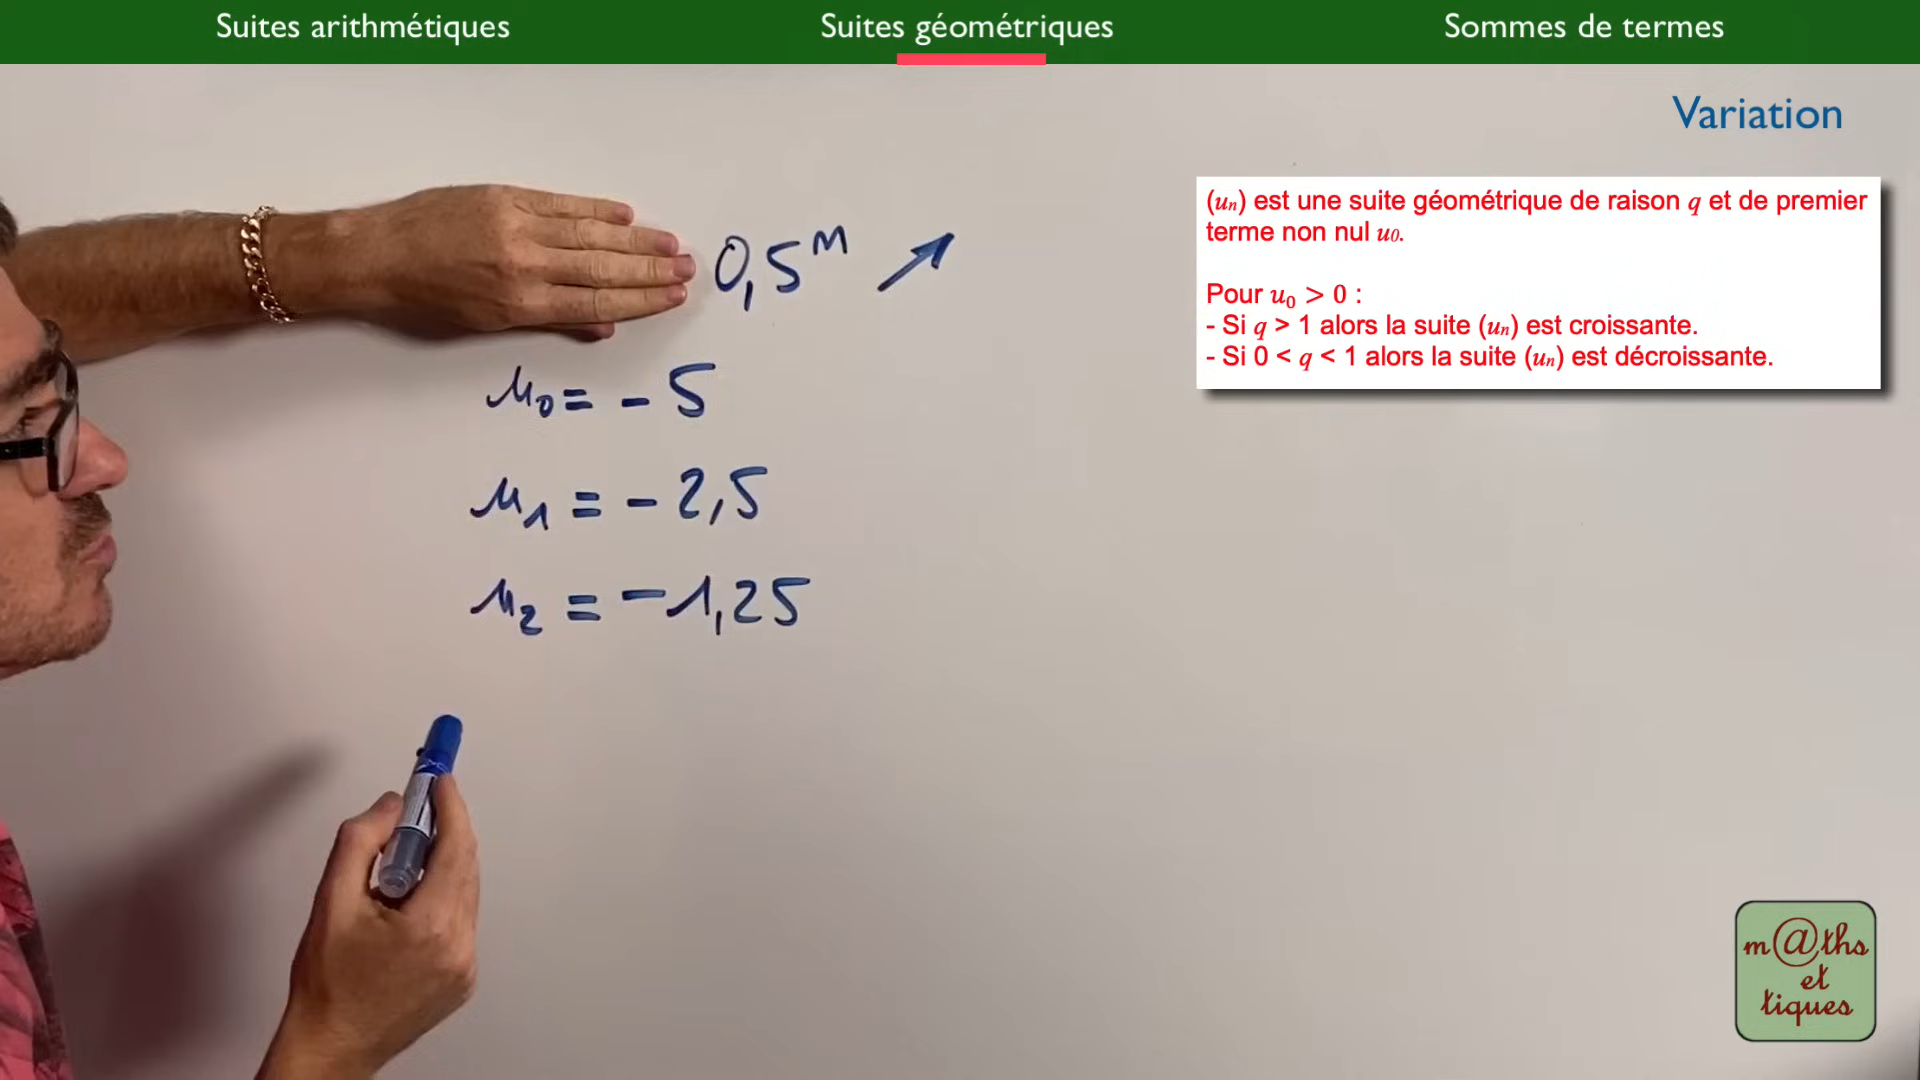 Suites arithmétiques
Suites géométriques
Sommes de termes
Variation
(uₙ) est une suite géométrique de raison q et de premier
terme non nul u₀.
Pour u₀ > 0 :
- Si q > 1 alors la suite (uₙ) est croissante.
- Si 0 < q < 1 alors la suite (uₙ) est décroissante.
0,5ⁿ ↗
u₀ = - 5
u₁ = - 2,5
u₂ = - 1,25
m@ths
et
tiques